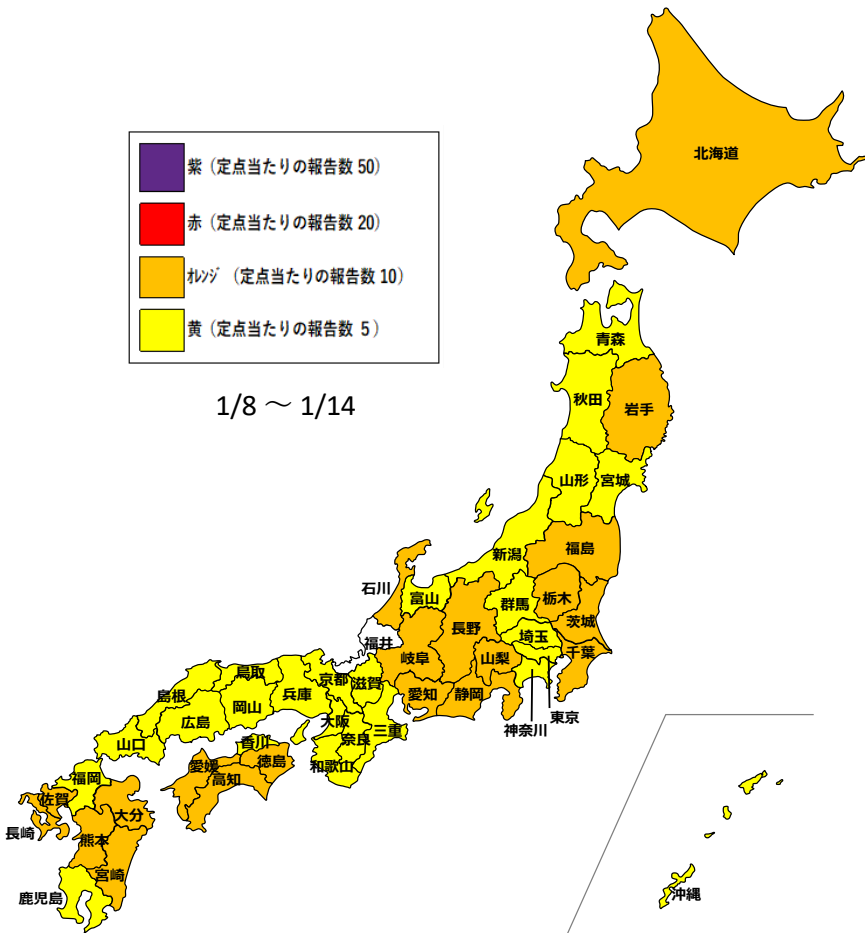 北海道
紫（定点当たりの報告数 50）
赤（定点当たりの報告数 20）
ｵﾚﾝｼﾞ（定点当たりの報告数 10）
黄（定点当たりの報告数 5）
1/8 ～ 1/14
青森
秋田
岩手
山形
宮城
新潟
福島
石川
富山
群馬
栃木
茨城
福井
長野
埼玉
岐阜
山梨
千葉
鳥取
京都
滋賀
島根
兵庫
愛知
静岡
岡山
広島
大阪
三重
神奈川
東京
山口
香川
奈良
愛媛
徳島
和歌山
福岡
高知
佐賀
大分
長崎
熊本
宮崎
鹿児島
沖縄